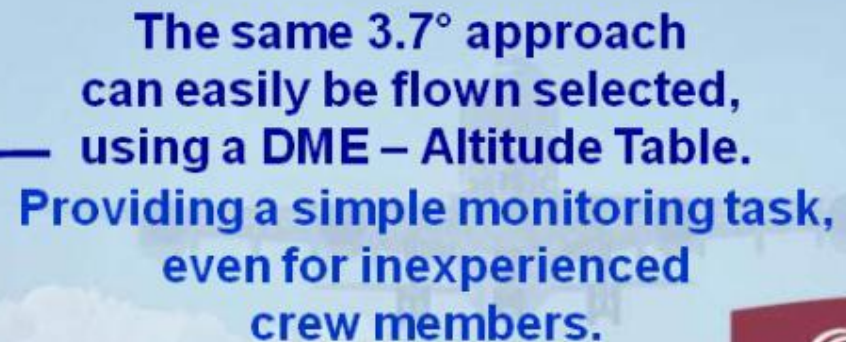 The same 3.7° approach
can easily be flown selected,
using a DME – Altitude Table.
Providing a simple monitoring task,
even for inexperienced
crew members.